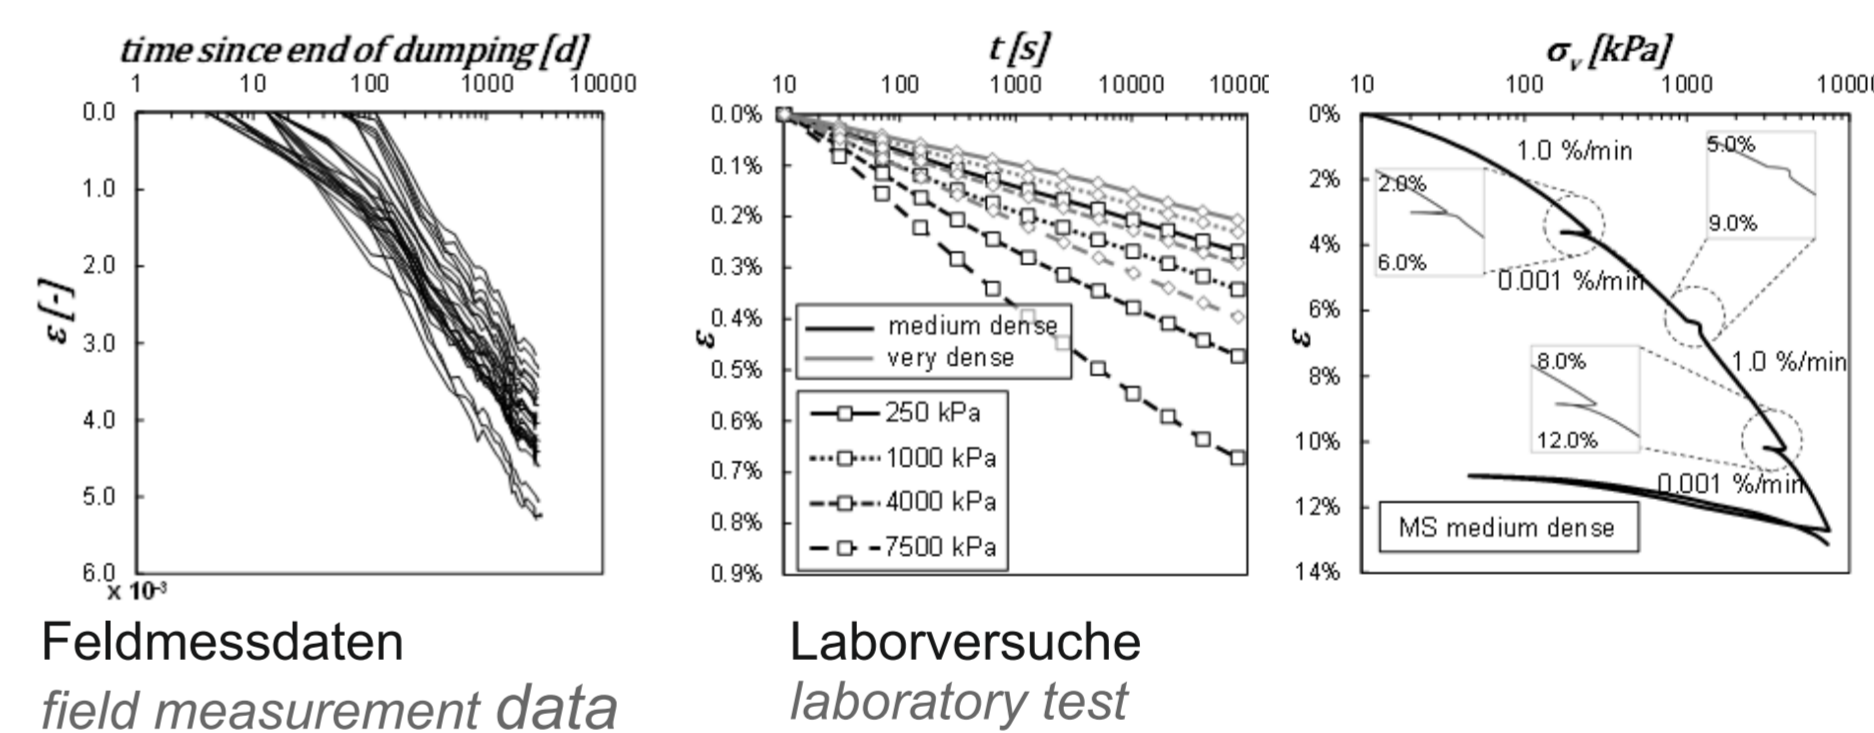 time since end of dumping [d]
1 10 100 1000 10000
0.0
1.0
2.0
3.0
4.0
5.0
6.0
x 10-3
ε [-]
t [s]
10 100 1000 10000 10000
0.0%
0.1%
0.2%
0.3%
0.4%
0.5%
0.6%
0.7%
0.8%
0.9%
ε
medium dense
very dense
250 kPa
1000 kPa
4000 kPa
7500 kPa
σv [kPa]
10 100 1000 1000
0%
2%
4%
6%
8%
10%
12%
14%
ε
1.0 %/min
5.0%
9.0%
2.0%
6.0%
0.001 %/min
1.0 %/min
8.0%
12.0%
0.001 %/min
MS medium dense
Feldmessdaten
field measurement data
Laborversuche
laboratory test